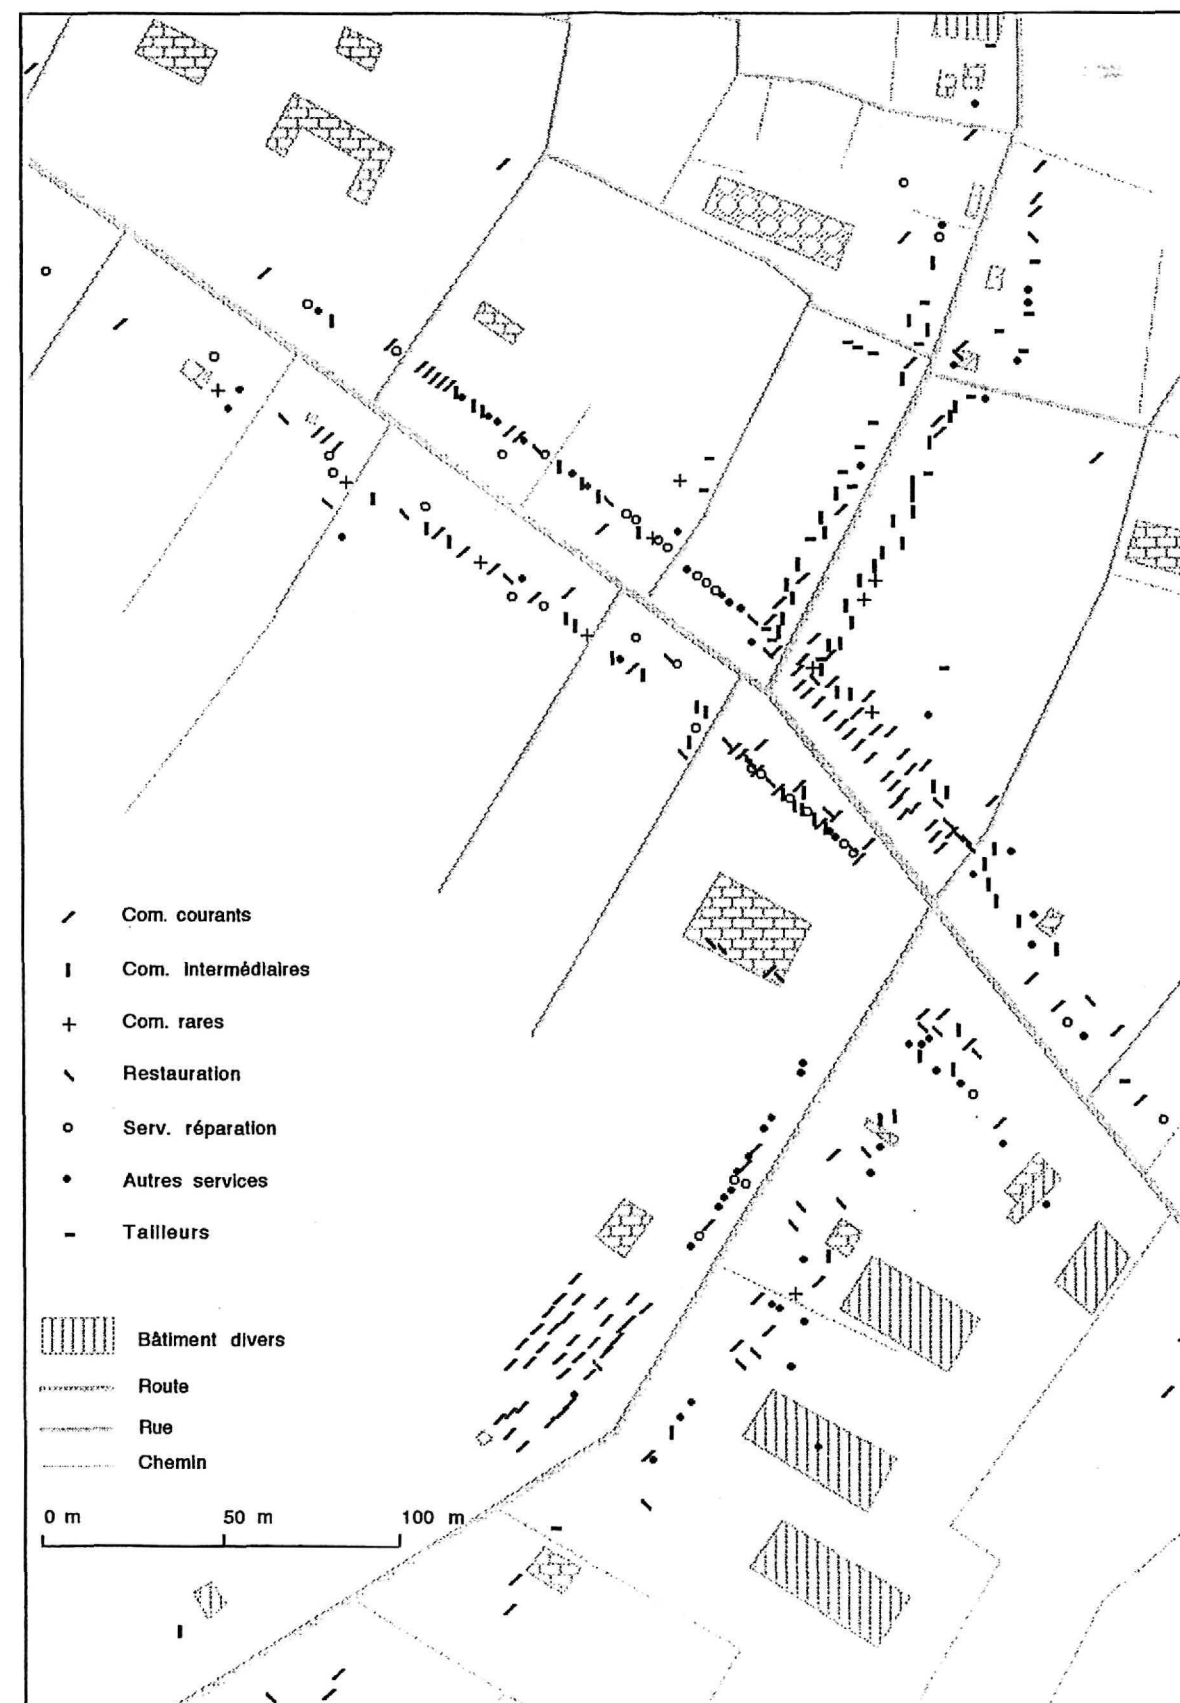 Com. courants
Com. Intermédiaires
Com. rares
Restauration
Serv. réparation
Autres services
Tailleurs
Bâtiment divers
Route
Rue
Chemin
0 m 50 m 100 m